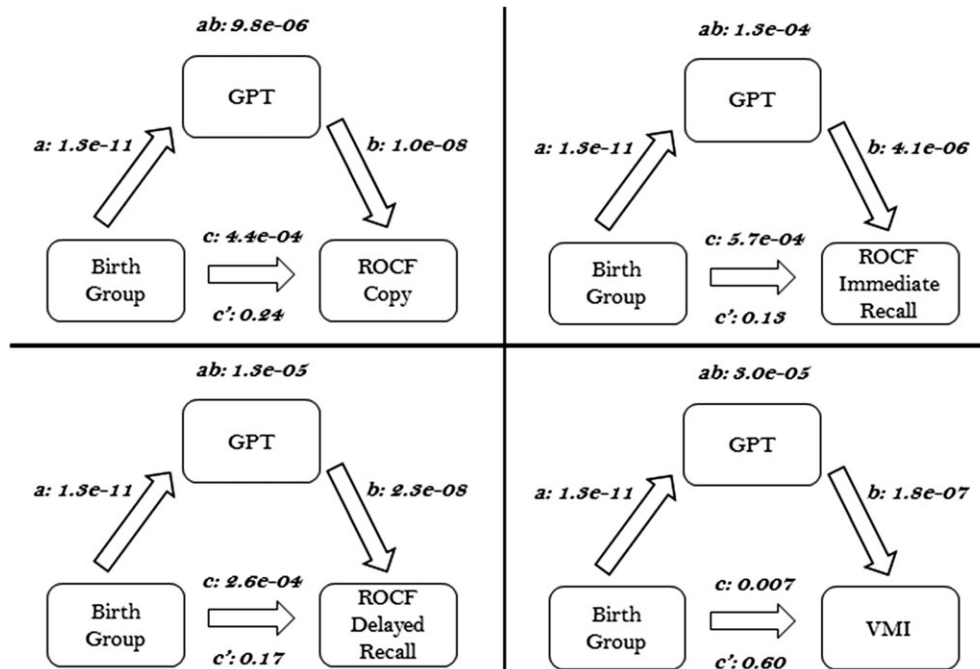 ab: 9.8e-06
GPT
a: 1.3e-11
b: 1.0e-08
c: 4.4e-04
Birth
Group
ROCF
Copy
c': 0.24
ab: 1.3e-04
GPT
a: 1.3e-11
b: 4.1e-06
c: 5.7e-04
Birth
Group
ROCF
Immediate
Recall
c': 0.13
ab: 1.3e-05
GPT
a: 1.3e-11
b: 2.3e-08
c: 2.6e-04
Birth
Group
ROCF
Delayed
Recall
c': 0.17
ab: 3.0e-05
GPT
a: 1.3e-11
b: 1.8e-07
c: 0.007
Birth
Group
VMI
c': 0.60